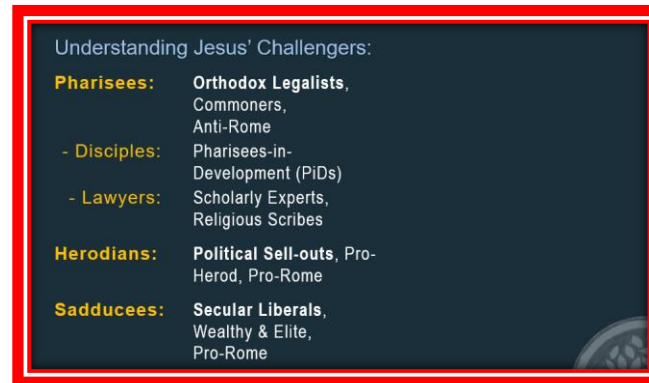 Understanding Jesus' Challengers:
Pharisees: Orthodox Legalists,
Commoners,
Anti-Rome
- Disciples: Pharisees-in-
Development (PiDs)
- Lawyers: Scholarly Experts,
Religious Scribes
Herodians: Political Sell-outs, Pro-
Herod, Pro-Rome
Sadducees: Secular Liberals,
Wealthy & Elite,
Pro-Rome